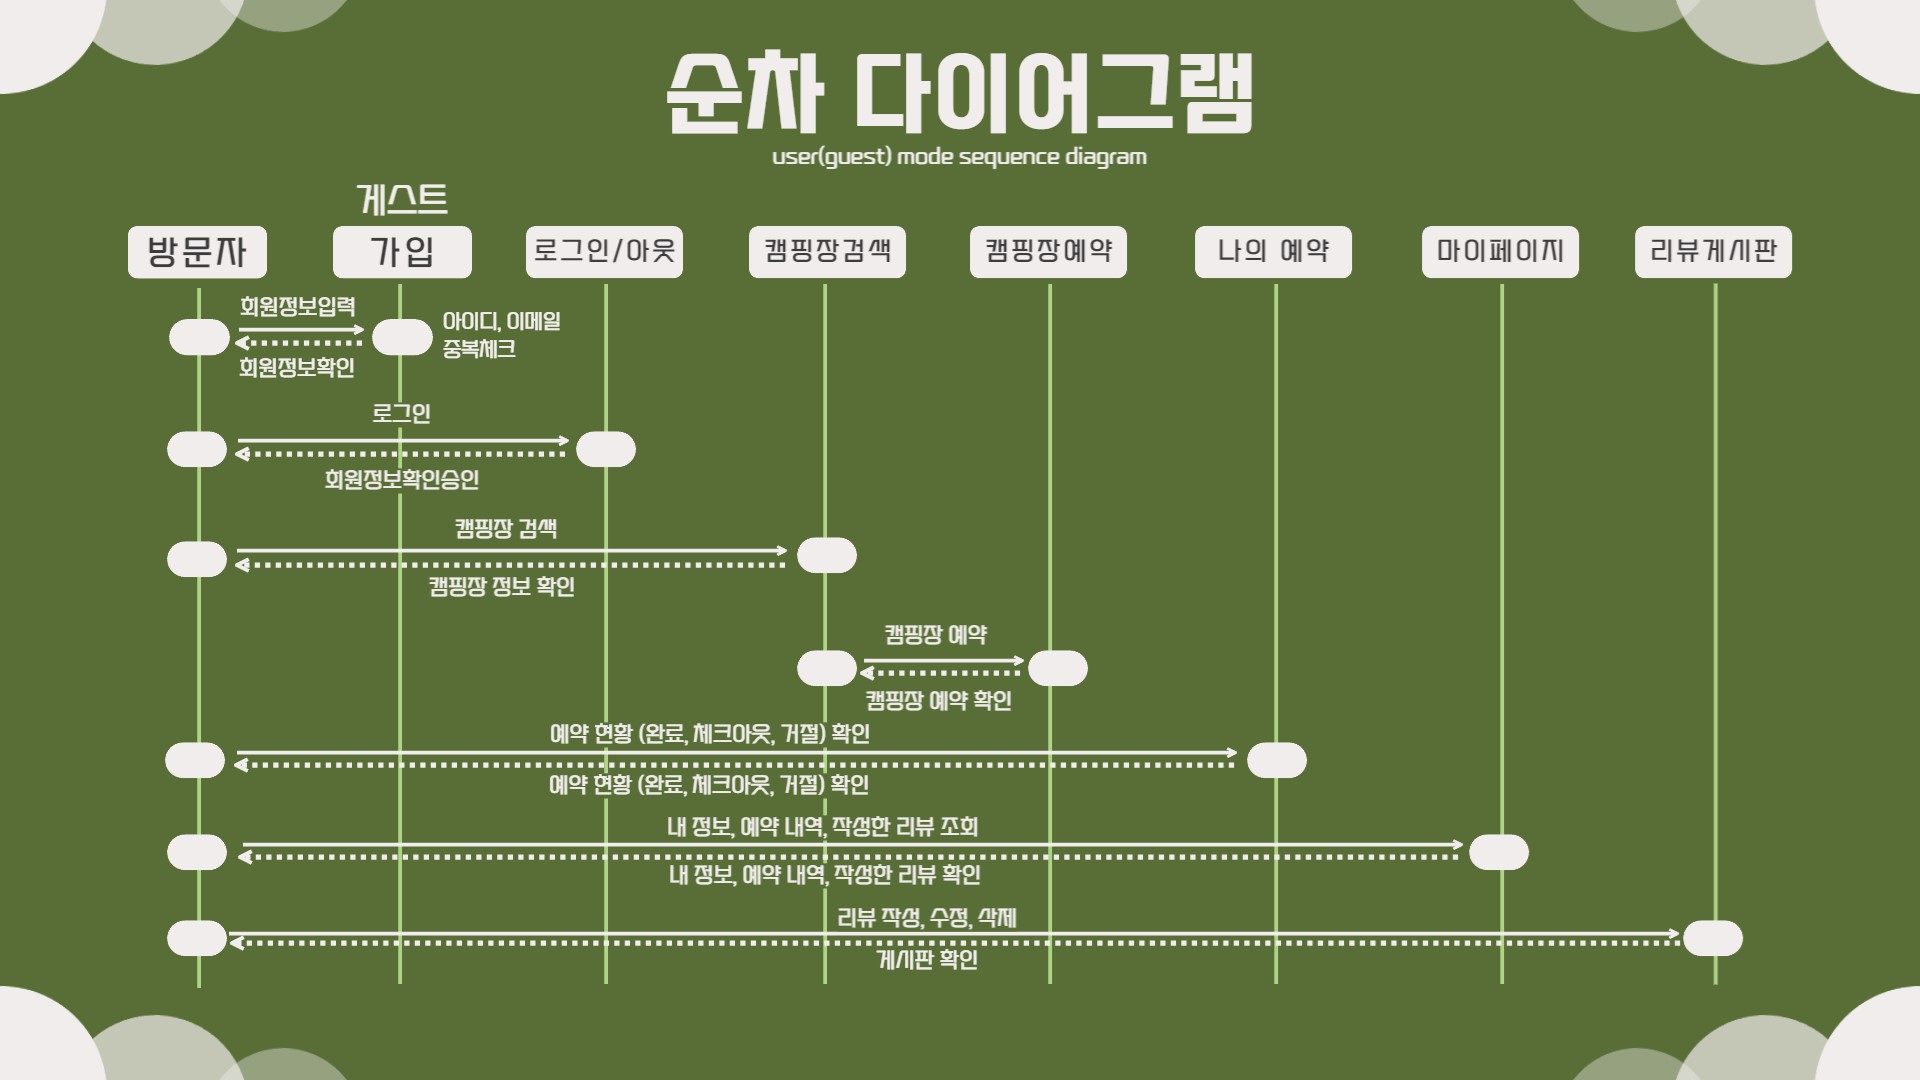 순차 다이어그램
user(guest) mode sequence diagram
게스트
방문자
가입
로그인/아웃
캠핑장검색
캠핑장예약
나의 예약
마이페이지
리뷰게시판
회원정보입력
아이디, 이메일
중복체크
회원정보확인
로그인
회원정보확인승인
캠핑장 검색
캠핑장 정보 확인
캠핑장 예약
캠핑장 예약 확인
예약 현황 (완료, 체크아웃, 거절) 확인
예약 현황 (완료, 체크아웃, 거절) 확인
내 정보, 예약 내역, 작성한 리뷰 조회
내 정보, 예약 내역, 작성한 리뷰 확인
리뷰 작성, 수정, 삭제
게시판 확인